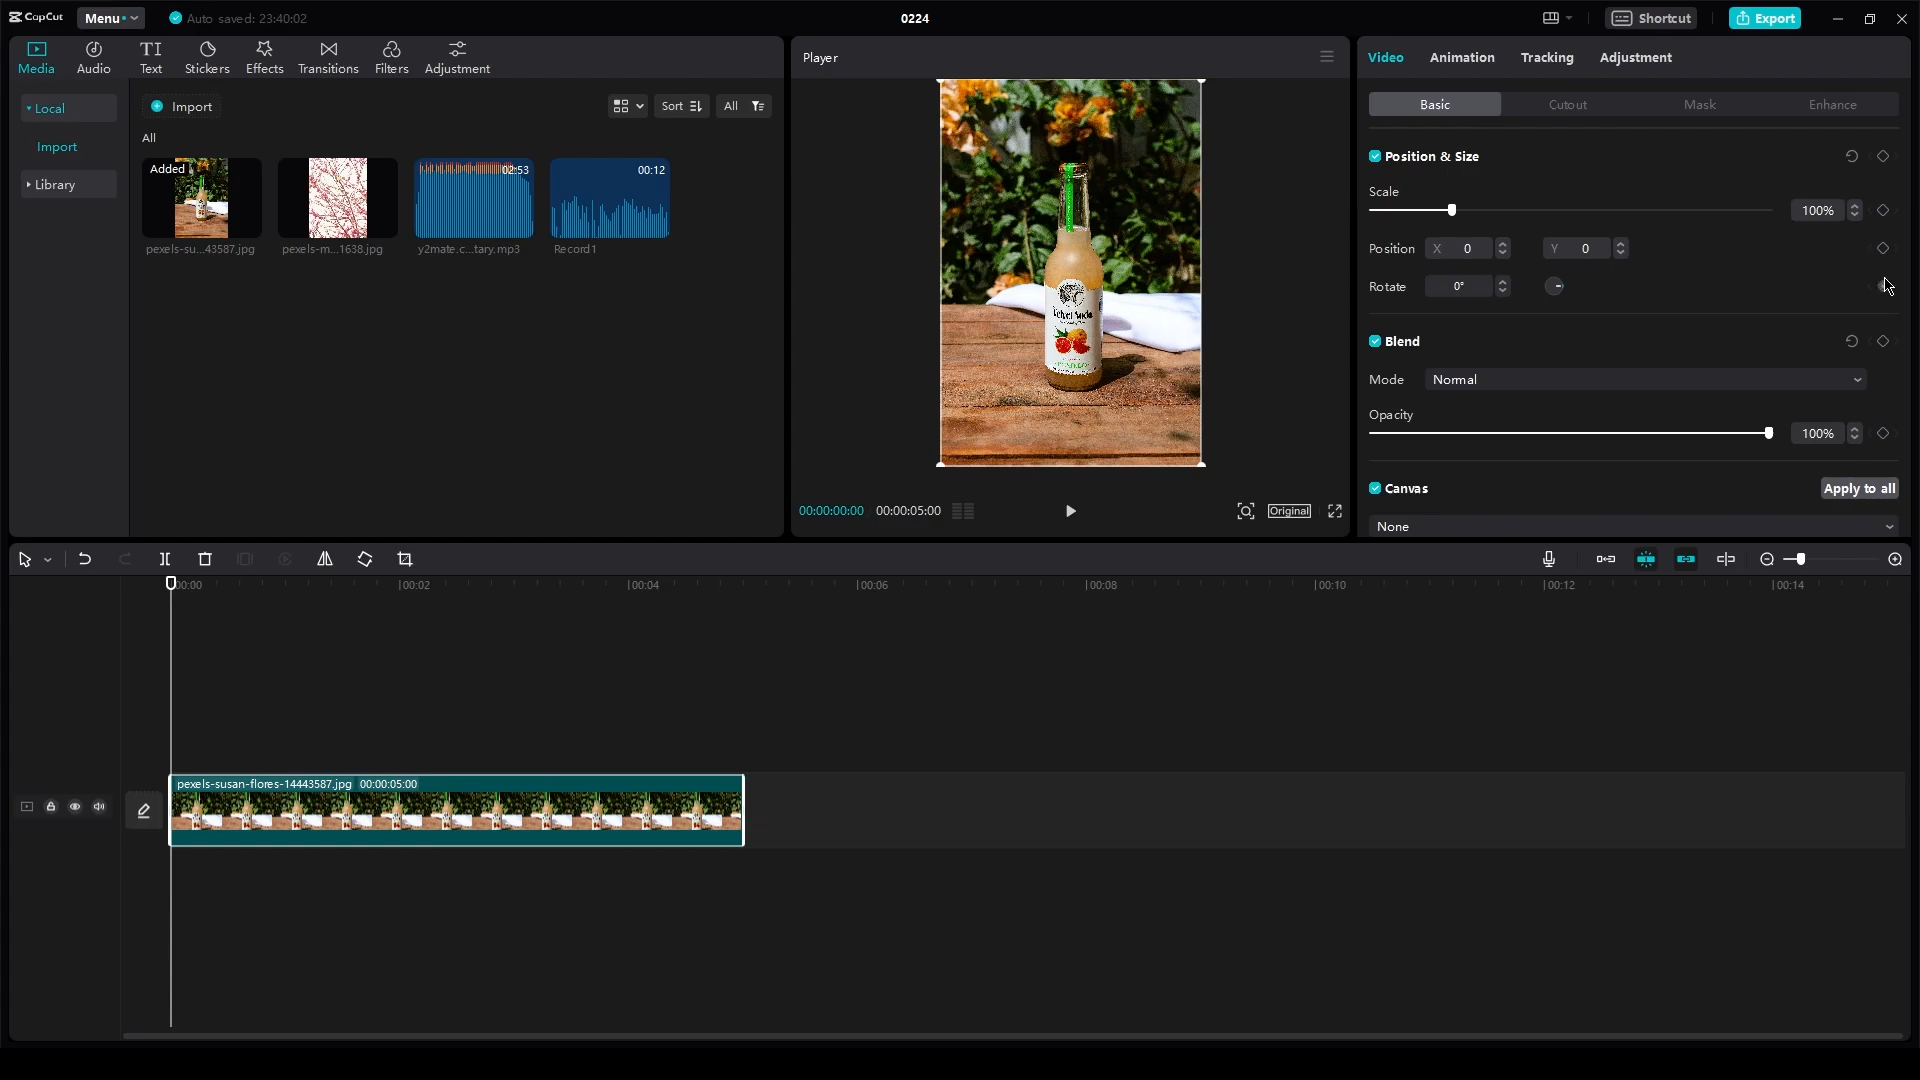 CapCut Menu Auto saved: 23:40:02 0224 Shortcut Export
Media Audio Text Stickers Effects Transitions Filters Adjustment
Local
Import
Library
Import Sort All
All
Added 02:53 00:12
pexels-su...43587.jpg pexels-m...1638.jpg y2mate.c...tary.mp3 Record1
Player
00:00:00:00 00:00:05:00 Original
Video Animation Tracking Adjustment
Basic Cutout Mask Enhance
Position & Size
Scale
100%
Position X 0 Y 0
Rotate 0°
Blend
Mode Normal
Opacity
100%
Canvas Apply to all
None
00:00 00:02 00:04 00:06 00:08 00:10 00:12 00:14
pexels-susan-flores-14443587.jpg 00:00:05:00